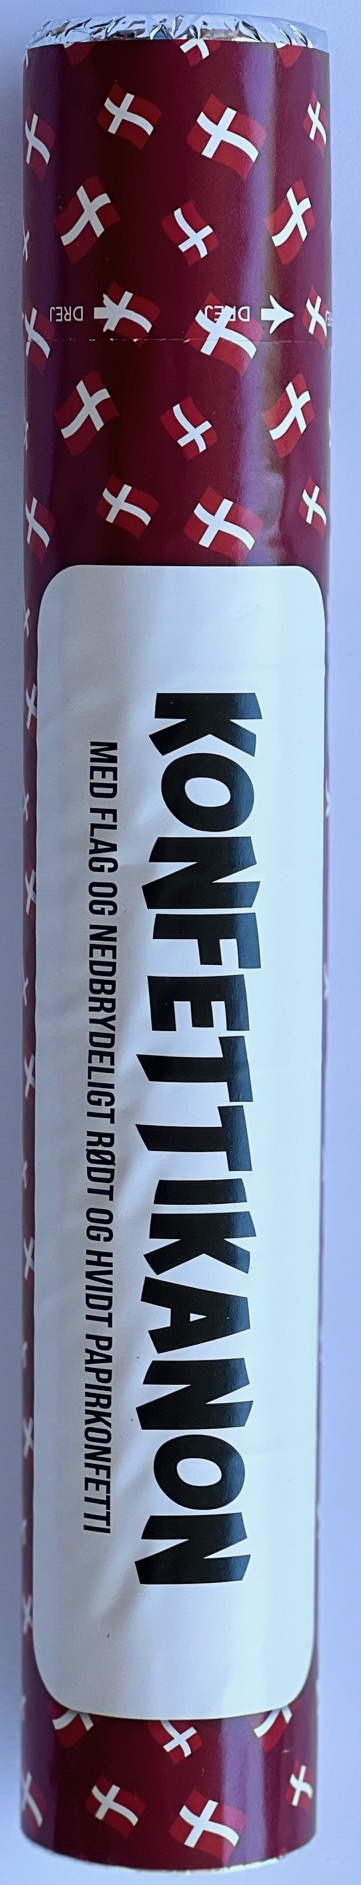 DREJ
DREJ
KONFETTIKANON
MED FLAG OG NEDBRYDELIGT RØDT OG HVIDT PAPIRKONFETTI